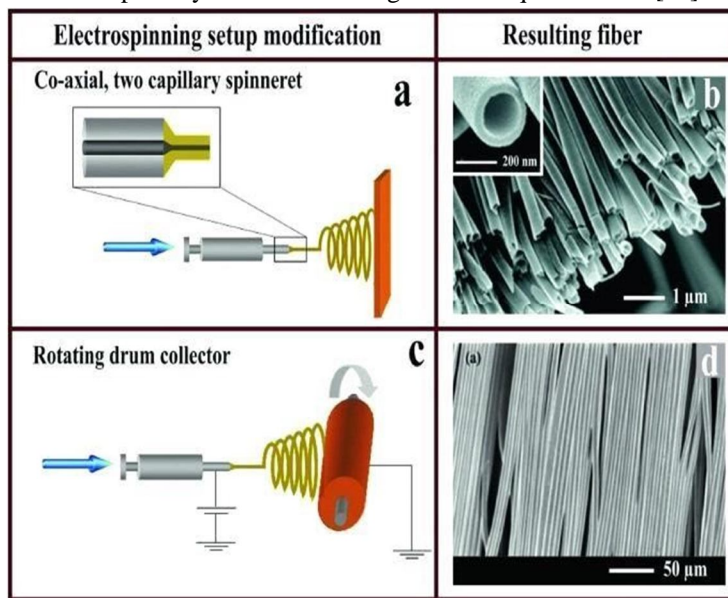 Electrospinning setup modification
Resulting fiber
Co-axial, two capillary spinneret
a
b
200 nm
1 µm
Rotating drum collector
c
(a)
d
50 µm